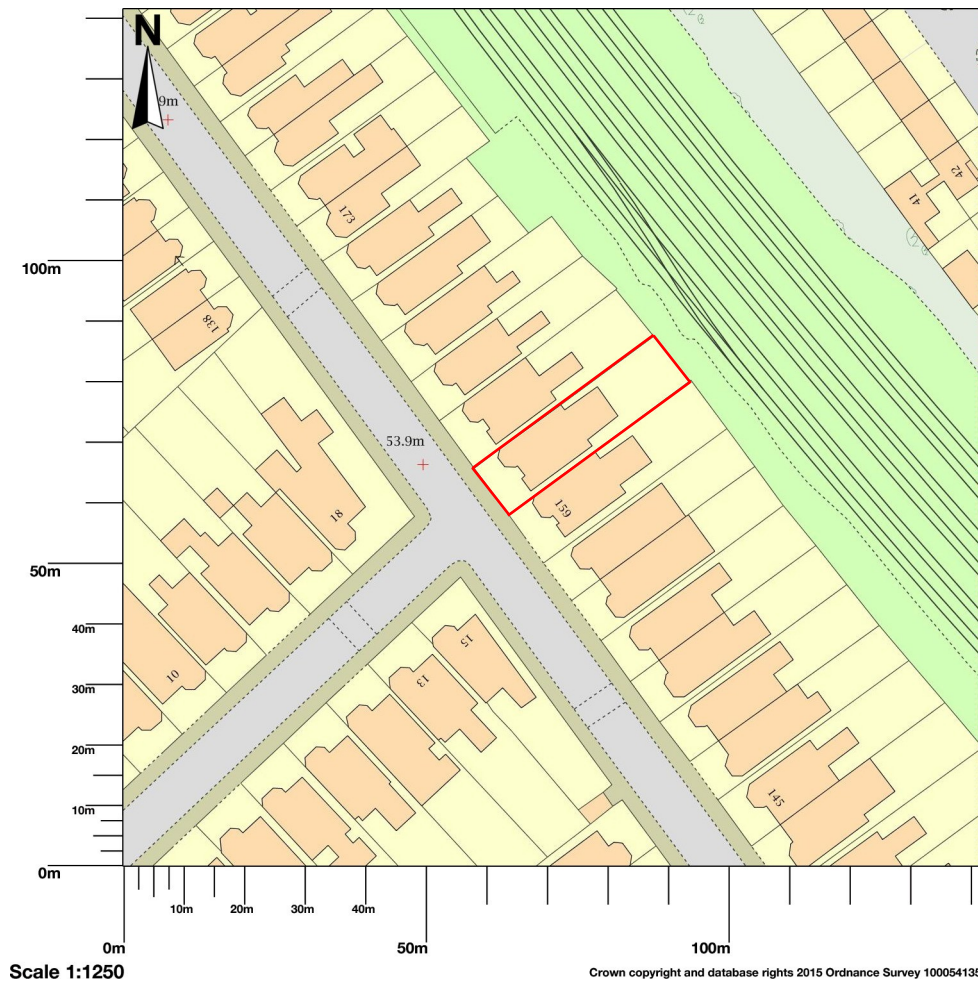 N
9m
42
41
173
100m
138
53.9m
159
18
50m
40m
15
13
10
30m
20m
145
10m
0m
10m
20m
30m
40m
0m
50m
100m
Scale 1:1250
Crown copyright and database rights 2015 Ordnance Survey 100054135